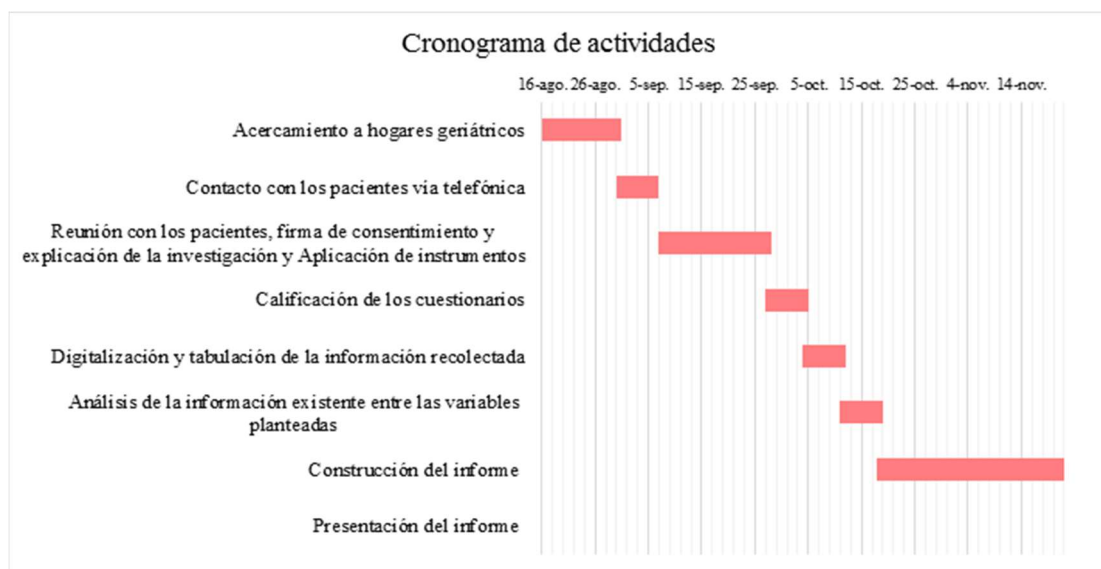 Cronograma de actividades
16-ago. 26-ago. 5-sep. 15-sep. 25-sep. 5-oct. 15-oct. 25-oct. 4-nov. 14-nov.
Acercamiento a hogares geriátricos
Contacto con los pacientes vía telefónica
Reunión con los pacientes, firma de consentimiento y
explicación de la investigación y Aplicación de instrumentos
Calificación de los cuestionarios
Digitalización y tabulación de la información recolectada
Análisis de la información existente entre las variables
planteadas
Construcción del informe
Presentación del informe